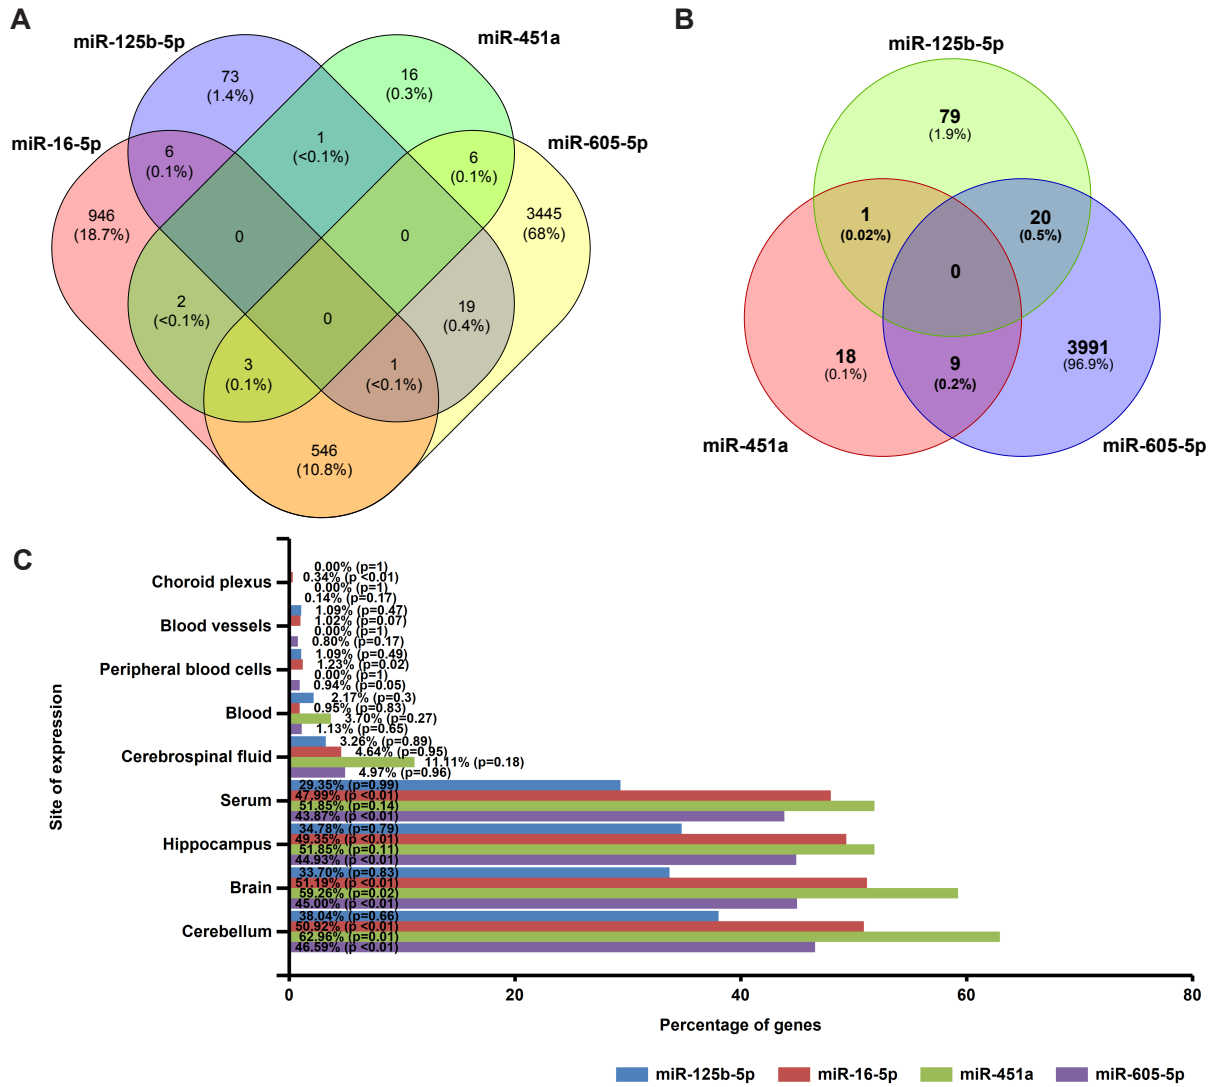 A
miR-125b-5p
miR-451a
miR-16-5p
miR-605-5p
73
(1.4%)
16
(0.3%)
6
(0.1%)
1
(<0.1%)
6
(0.1%)
946
(18.7%)
0
0
3445
(68%)
2
(<0.1%)
0
19
(0.4%)
3
(0.1%)
1
(<0.1%)
546
(10.8%)
B
miR-125b-5p
79
(1.9%)
1
(0.02%)
20
(0.5%)
0
18
(0.1%)
9
(0.2%)
3991
(96.9%)
miR-451a
miR-605-5p
C
Site of expression
Choroid plexus
0.00% (p=1)
0.34% (p <0.01)
0.00% (p=1)
0.14% (p=0.17)
Blood vessels
1.09% (p=0.47)
1.02% (p=0.07)
0.00% (p=1)
0.80% (p=0.17)
Peripheral blood cells
1.09% (p=0.49)
1.23% (p=0.02)
0.00% (p=1)
0.94% (p=0.05)
Blood
2.17% (p=0.3)
0.95% (p=0.83)
3.70% (p=0.27)
1.13% (p=0.65)
Cerebrospinal fluid
3.26% (p=0.89)
4.64% (p=0.95)
11.11% (p=0.18)
4.97% (p=0.96)
Serum
29.35% (p=0.99)
47.99% (p <0.01)
51.85% (p=0.14)
43.87% (p <0.01)
Hippocampus
34.78% (p=0.79)
49.35% (p <0.01)
51.85% (p=0.11)
44.93% (p <0.01)
Brain
33.70% (p=0.83)
51.19% (p <0.01)
59.26% (p=0.02)
45.00% (p <0.01)
Cerebellum
38.04% (p=0.66)
50.92% (p <0.01)
62.96% (p=0.01)
46.59% (p <0.01)
0 20 40 60 80
Percentage of genes
miR-125b-5p miR-16-5p miR-451a miR-605-5p